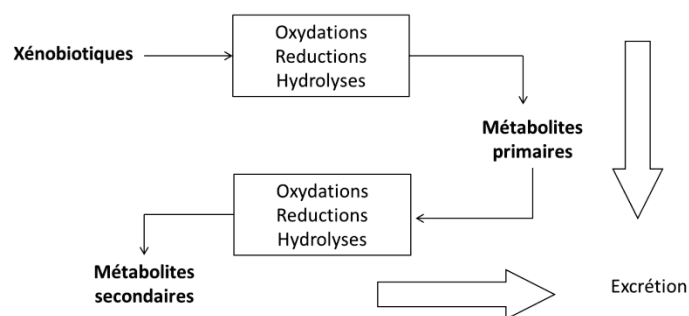 Xénobiotiques
Oxydations
Reductions
Hydrolyses
Métabolites
primaires
Oxydations
Reductions
Hydrolyses
Métabolites
secondaires
Excrétion